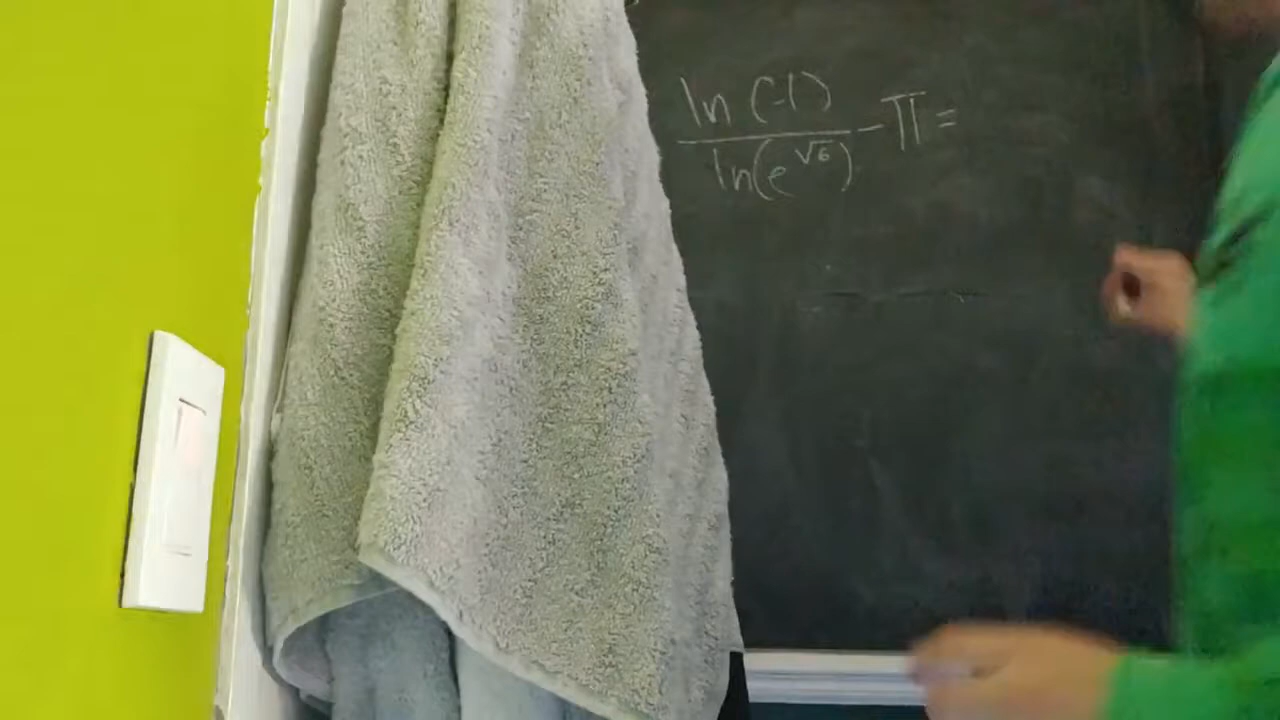 ln(-1)
ln(e^√6) - π =